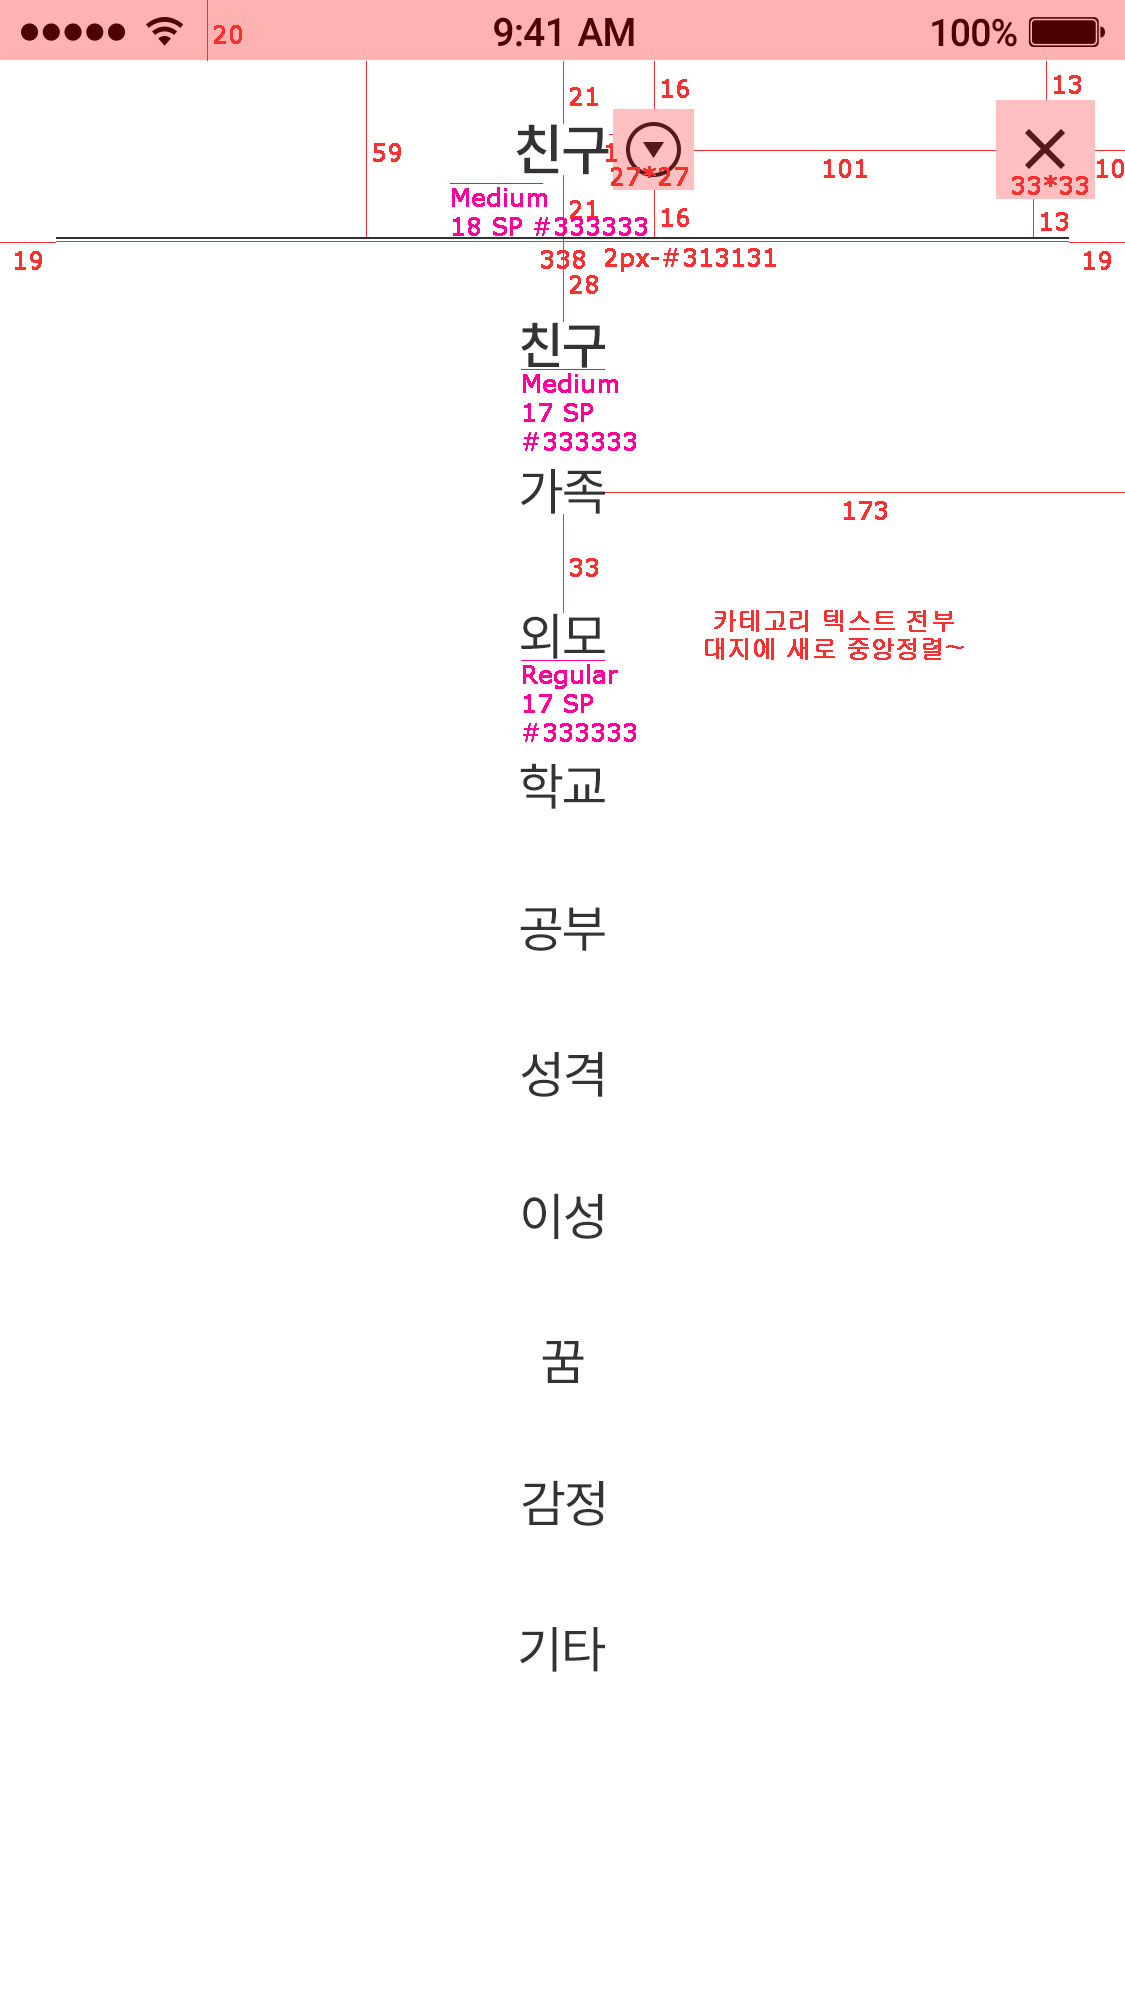 20
9:41 AM
100%
21
16
13
59
친구
1
27*27
101
33*33
10
Medium
18 SP #333333
21
16
13
19
338
2px-#313131
19
28
친구
Medium
17 SP
#333333
가족
173
33
카테고리 텍스트 전부
대지에 새로 중앙정렬~
외모
Regular
17 SP
#333333
학교
공부
성격
이성
꿈
감정
기타